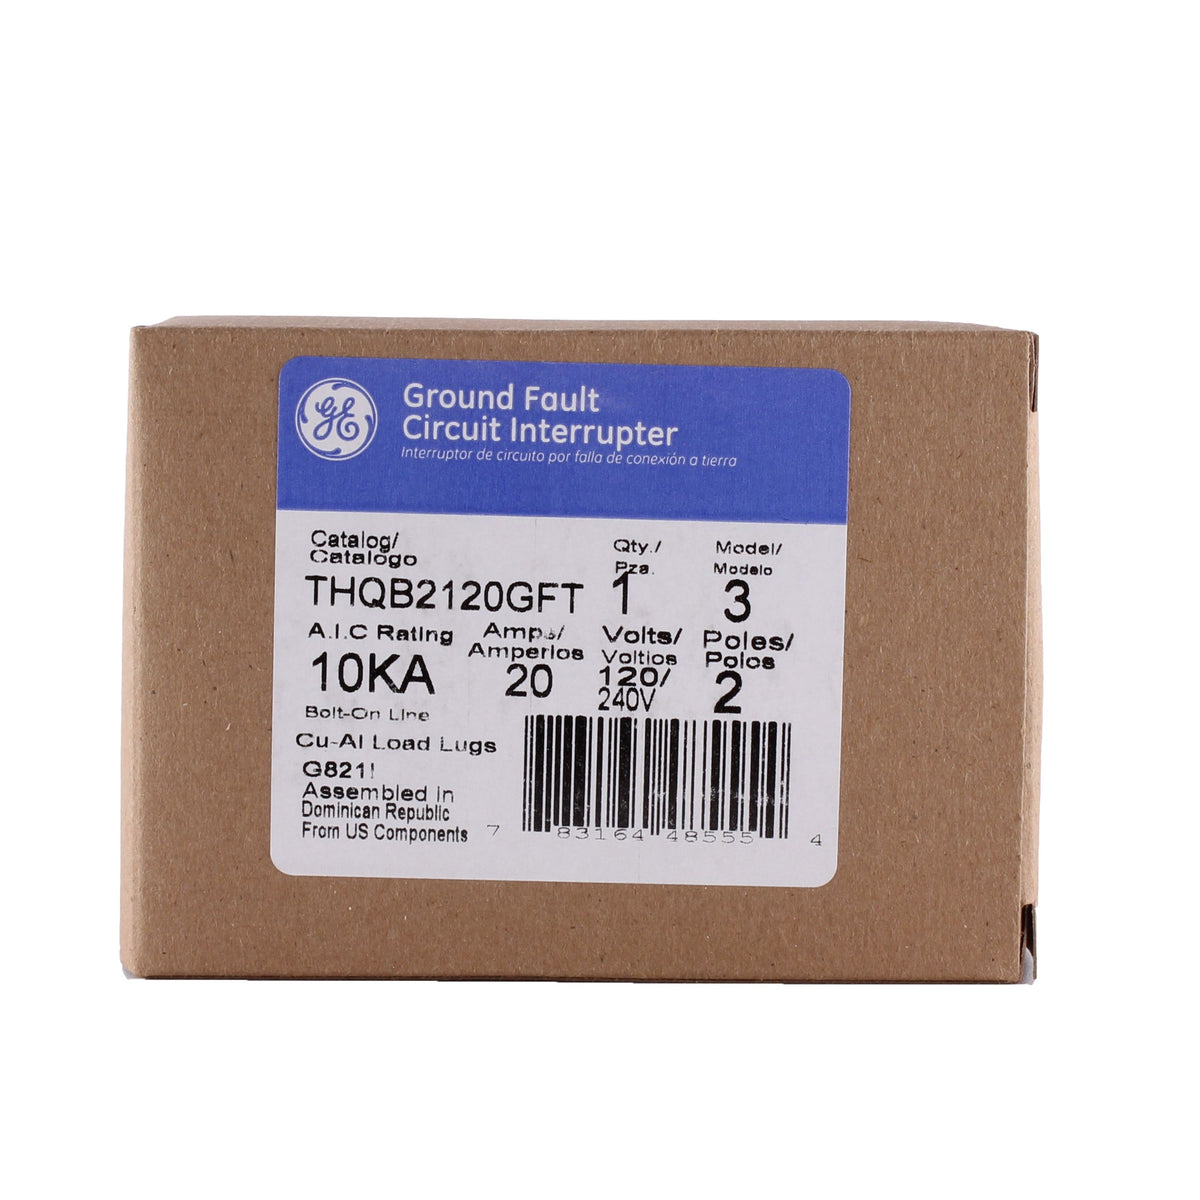 GE
Ground Fault
Circuit Interrupter
Interruptor de circuito por falla de conexión a tierra
Catalog/ Qty./ Model/
Catalogo Pza. Modelo
THQB2120GFT 1 3
A.I.C Rating Amps/ Volts/ Poles/
Amperios Voltios Polos
10KA 20 120/ 2
240V
Bolt-On Line
Cu-Al Load Lugs
Assembled in
Dominican Republic
From US Components
7 83164 48555 4